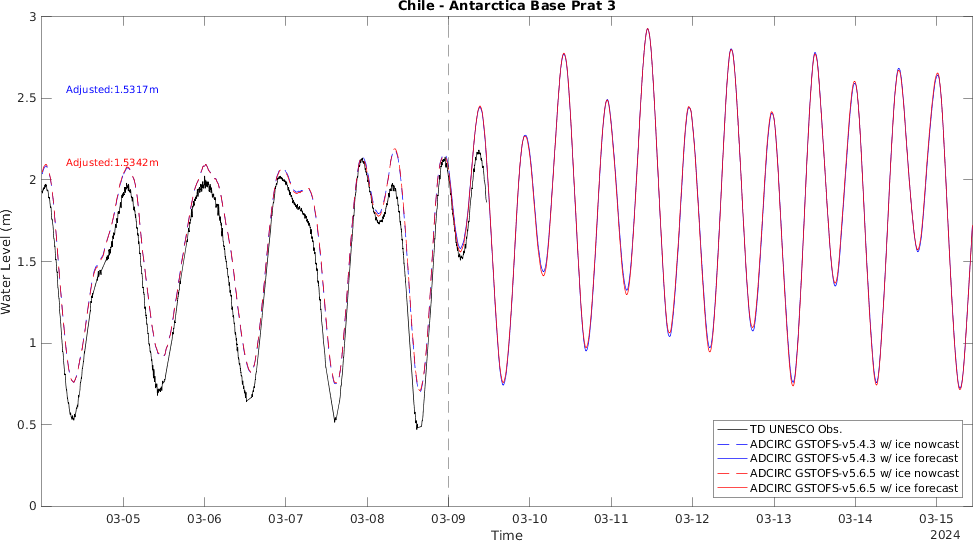 Chile - Antarctica Base Prat 3
3
2.5
2
1.5
1
0.5
0
Water Level (m)
Adjusted:1.5317m
Adjusted:1.5342m
TD UNESCO Obs.
ADCIRC GSTOFS-v5.4.3 w/ ice nowcast
ADCIRC GSTOFS-v5.4.3 w/ ice forecast
ADCIRC GSTOFS-v5.6.5 w/ ice nowcast
ADCIRC GSTOFS-v5.6.5 w/ ice forecast
03-05 03-06 03-07 03-08 03-09 03-10 03-11 03-12 03-13 03-14 03-15
2024
Time